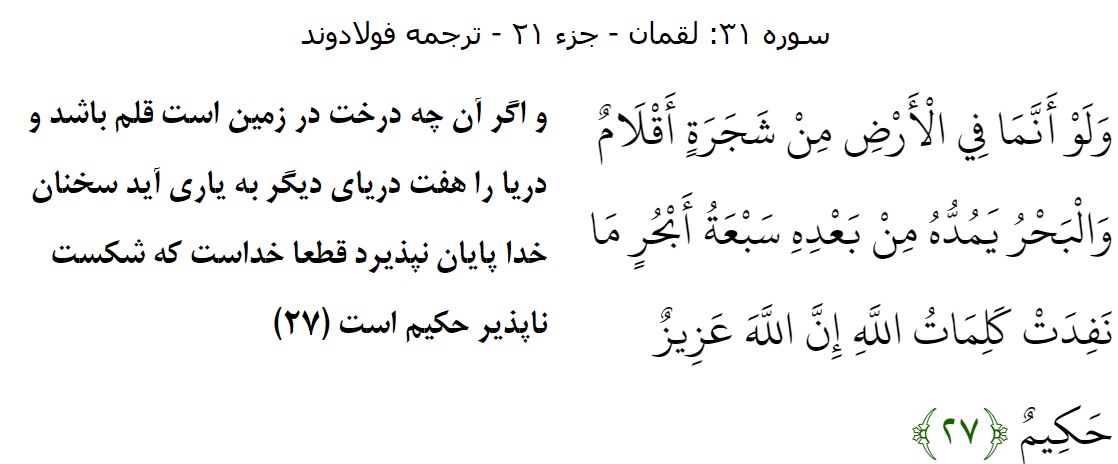 سوره ۳۱: لقمان - جزء ۲۱ - ترجمه فولادوند
وَلَوْ أَنَّمَا فِي الْأَرْضِ مِنْ شَجَرَةٍ أَقْلَامٌ
وَالْبَحْرُ يَمُدُّهُ مِنْ بَعْدِهِ سَبْعَةُ أَبْحُرٍ مَا
نَفِدَتْ كَلِمَاتُ اللَّهِ إِنَّ اللَّهَ عَزِيزٌ
حَكِيمٌ ﴿۲۷﴾
و اگر آن چه درخت در زمین است قلم باشد و
دریا را هفت دریای دیگر به یاری آید سخنان
خدا پایان نپذیرد قطعا خداست که شکست
ناپذیر حکیم است (۲۷)